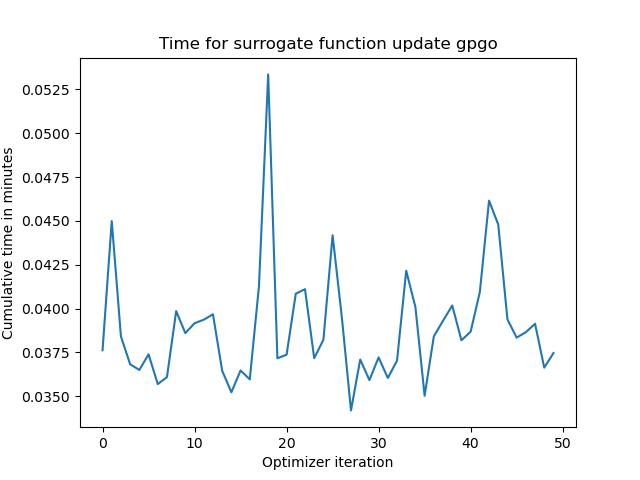 Time for surrogate function update gpgo
Cumulative time in minutes
0.0525
0.0500
0.0475
0.0450
0.0425
0.0400
0.0375
0.0350
0 10 20 30 40 50
Optimizer iteration